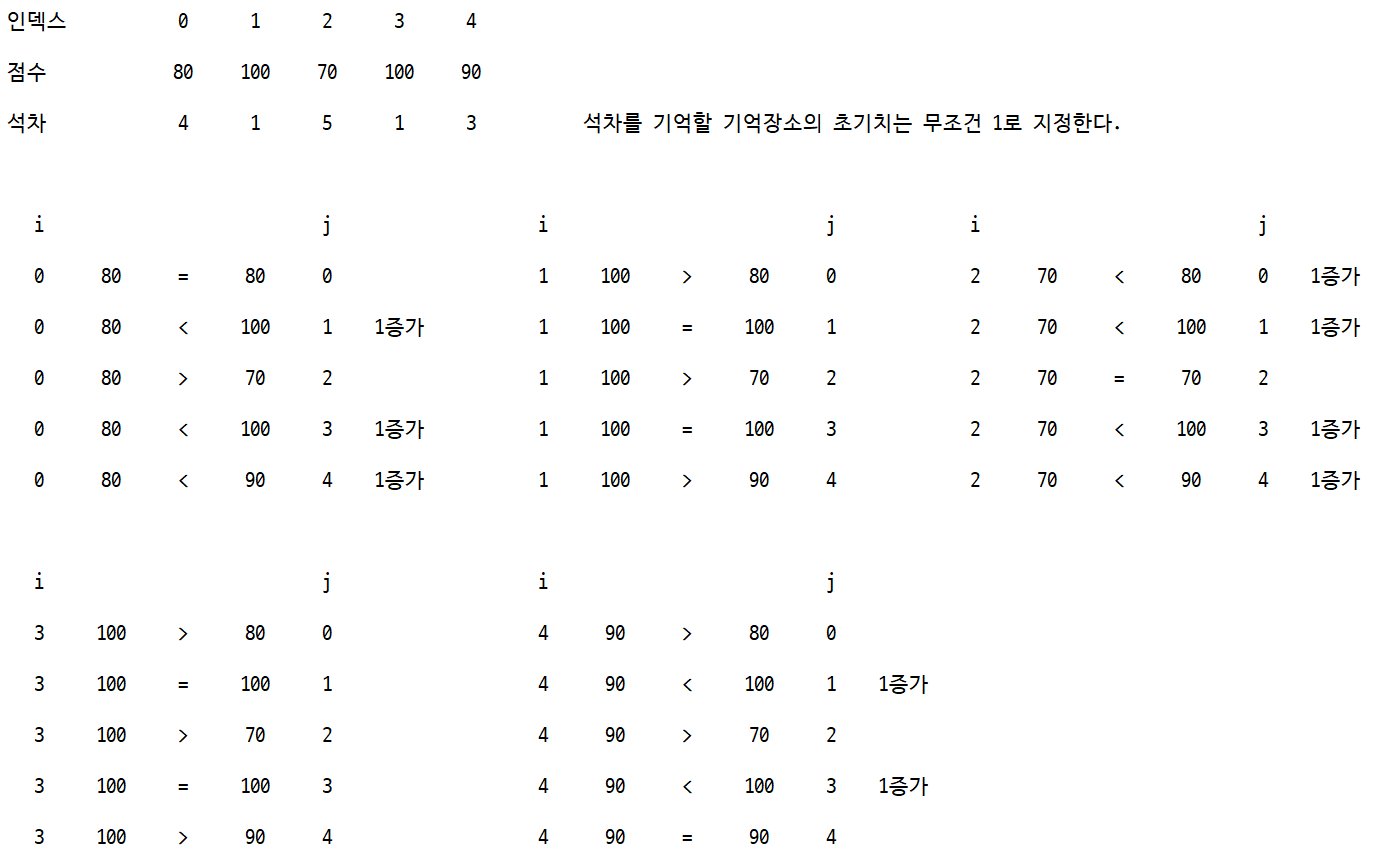 인덱스 0 1 2 3 4
점수 80 100 70 100 90
석차 4 1 5 1 3 석차를 기억할 기억장소의 초기치는 무조건 1로 지정한다.
i j i j i j
0 80 = 80 0 1 100 > 80 0 2 70 < 80 0 1증가
0 80 < 100 1 1증가 1 100 = 100 1 2 70 < 100 1 1증가
0 80 > 70 2 1 100 > 70 2 2 70 = 70 2
0 80 < 100 3 1증가 1 100 = 100 3 2 70 < 100 3 1증가
0 80 < 90 4 1증가 1 100 > 90 4 2 70 < 90 4 1증가
i j i j
3 100 > 80 0 4 90 > 80 0
3 100 = 100 1 4 90 < 100 1 1증가
3 100 > 70 2 4 90 > 70 2
3 100 = 100 3 4 90 < 100 3 1증가
3 100 > 90 4 4 90 = 90 4